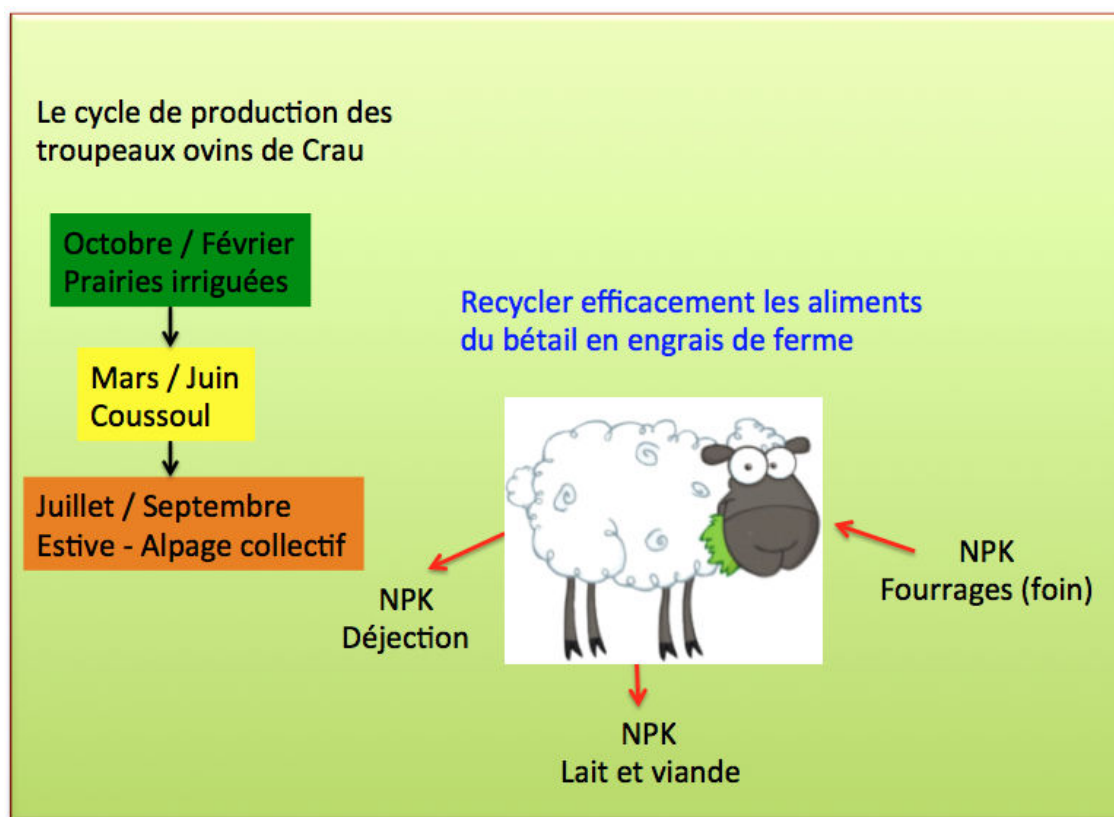 Le cycle de production des
troupeaux ovins de Crau
Octobre / Février
Prairies irriguées
Mars / Juin
Coussoul
Juillet / Septembre
Estive - Alpage collectif
Recycler efficacement les aliments
du bétail en engrais de ferme
NPK
Fourrages (foin)
NPK
Déjection
NPK
Lait et viande